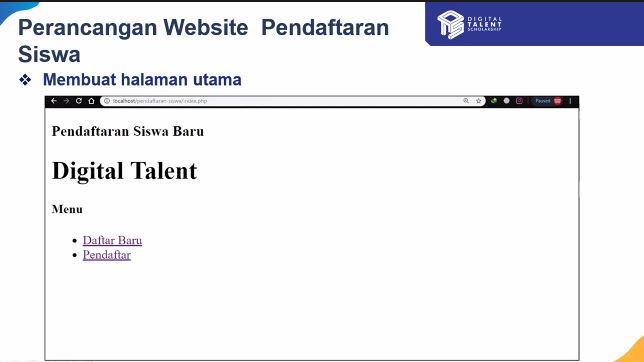 Perancangan Website Pendaftaran
Siswa
DIGITAL
TALENT
SCHOLARSHIP
❖ Membuat halaman utama
localhost/pendaftaran-siswa/index.php
Paused
Pendaftaran Siswa Baru
Digital Talent
Menu
• Daftar Baru
• Pendaftar